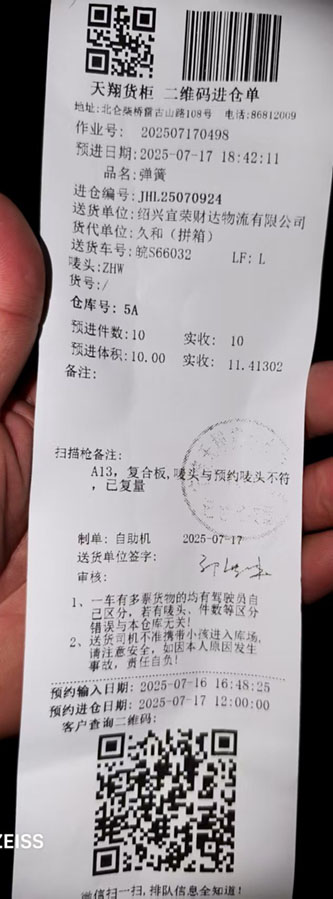 天翔货柜 二维码进仓单
地址:北仑柴桥雷古山路108号 电话:86812009
作业号: 202507170498
预进日期:2025-07-17 18:42:11
品名:弹簧
进仓编号:JHL25070924
送货单位:绍兴宜荣财达物流有限公司
货代单位:久和（拼箱）
送货车号:皖S66032 LF: L
唛头:ZHW
货号:/
仓库号: 5A
预进件数:10 实收: 10
预进体积:10.00 实收: 11.41302
备注:
扫描枪备注:
A13, 复合板,唛头与预约唛头不符
, 已复量
制单: 自助机 2025-07-17
送货单位签字:
审核:
1、一车有多票货物的均有驾驶员自
己区分，若有唛头、件数等区分
错误与本仓库无关!
2、送货司机不准携带小孩进入库场,
请注意安全, 如因本人原因发生
事故, 责任自负!
预约输入日期: 2025-07-16 16:48:25
预约进仓日期: 2025-07-17 12:00:00
客户查询二维码:
微信扫一扫,排队信息全知道!
ZEISS